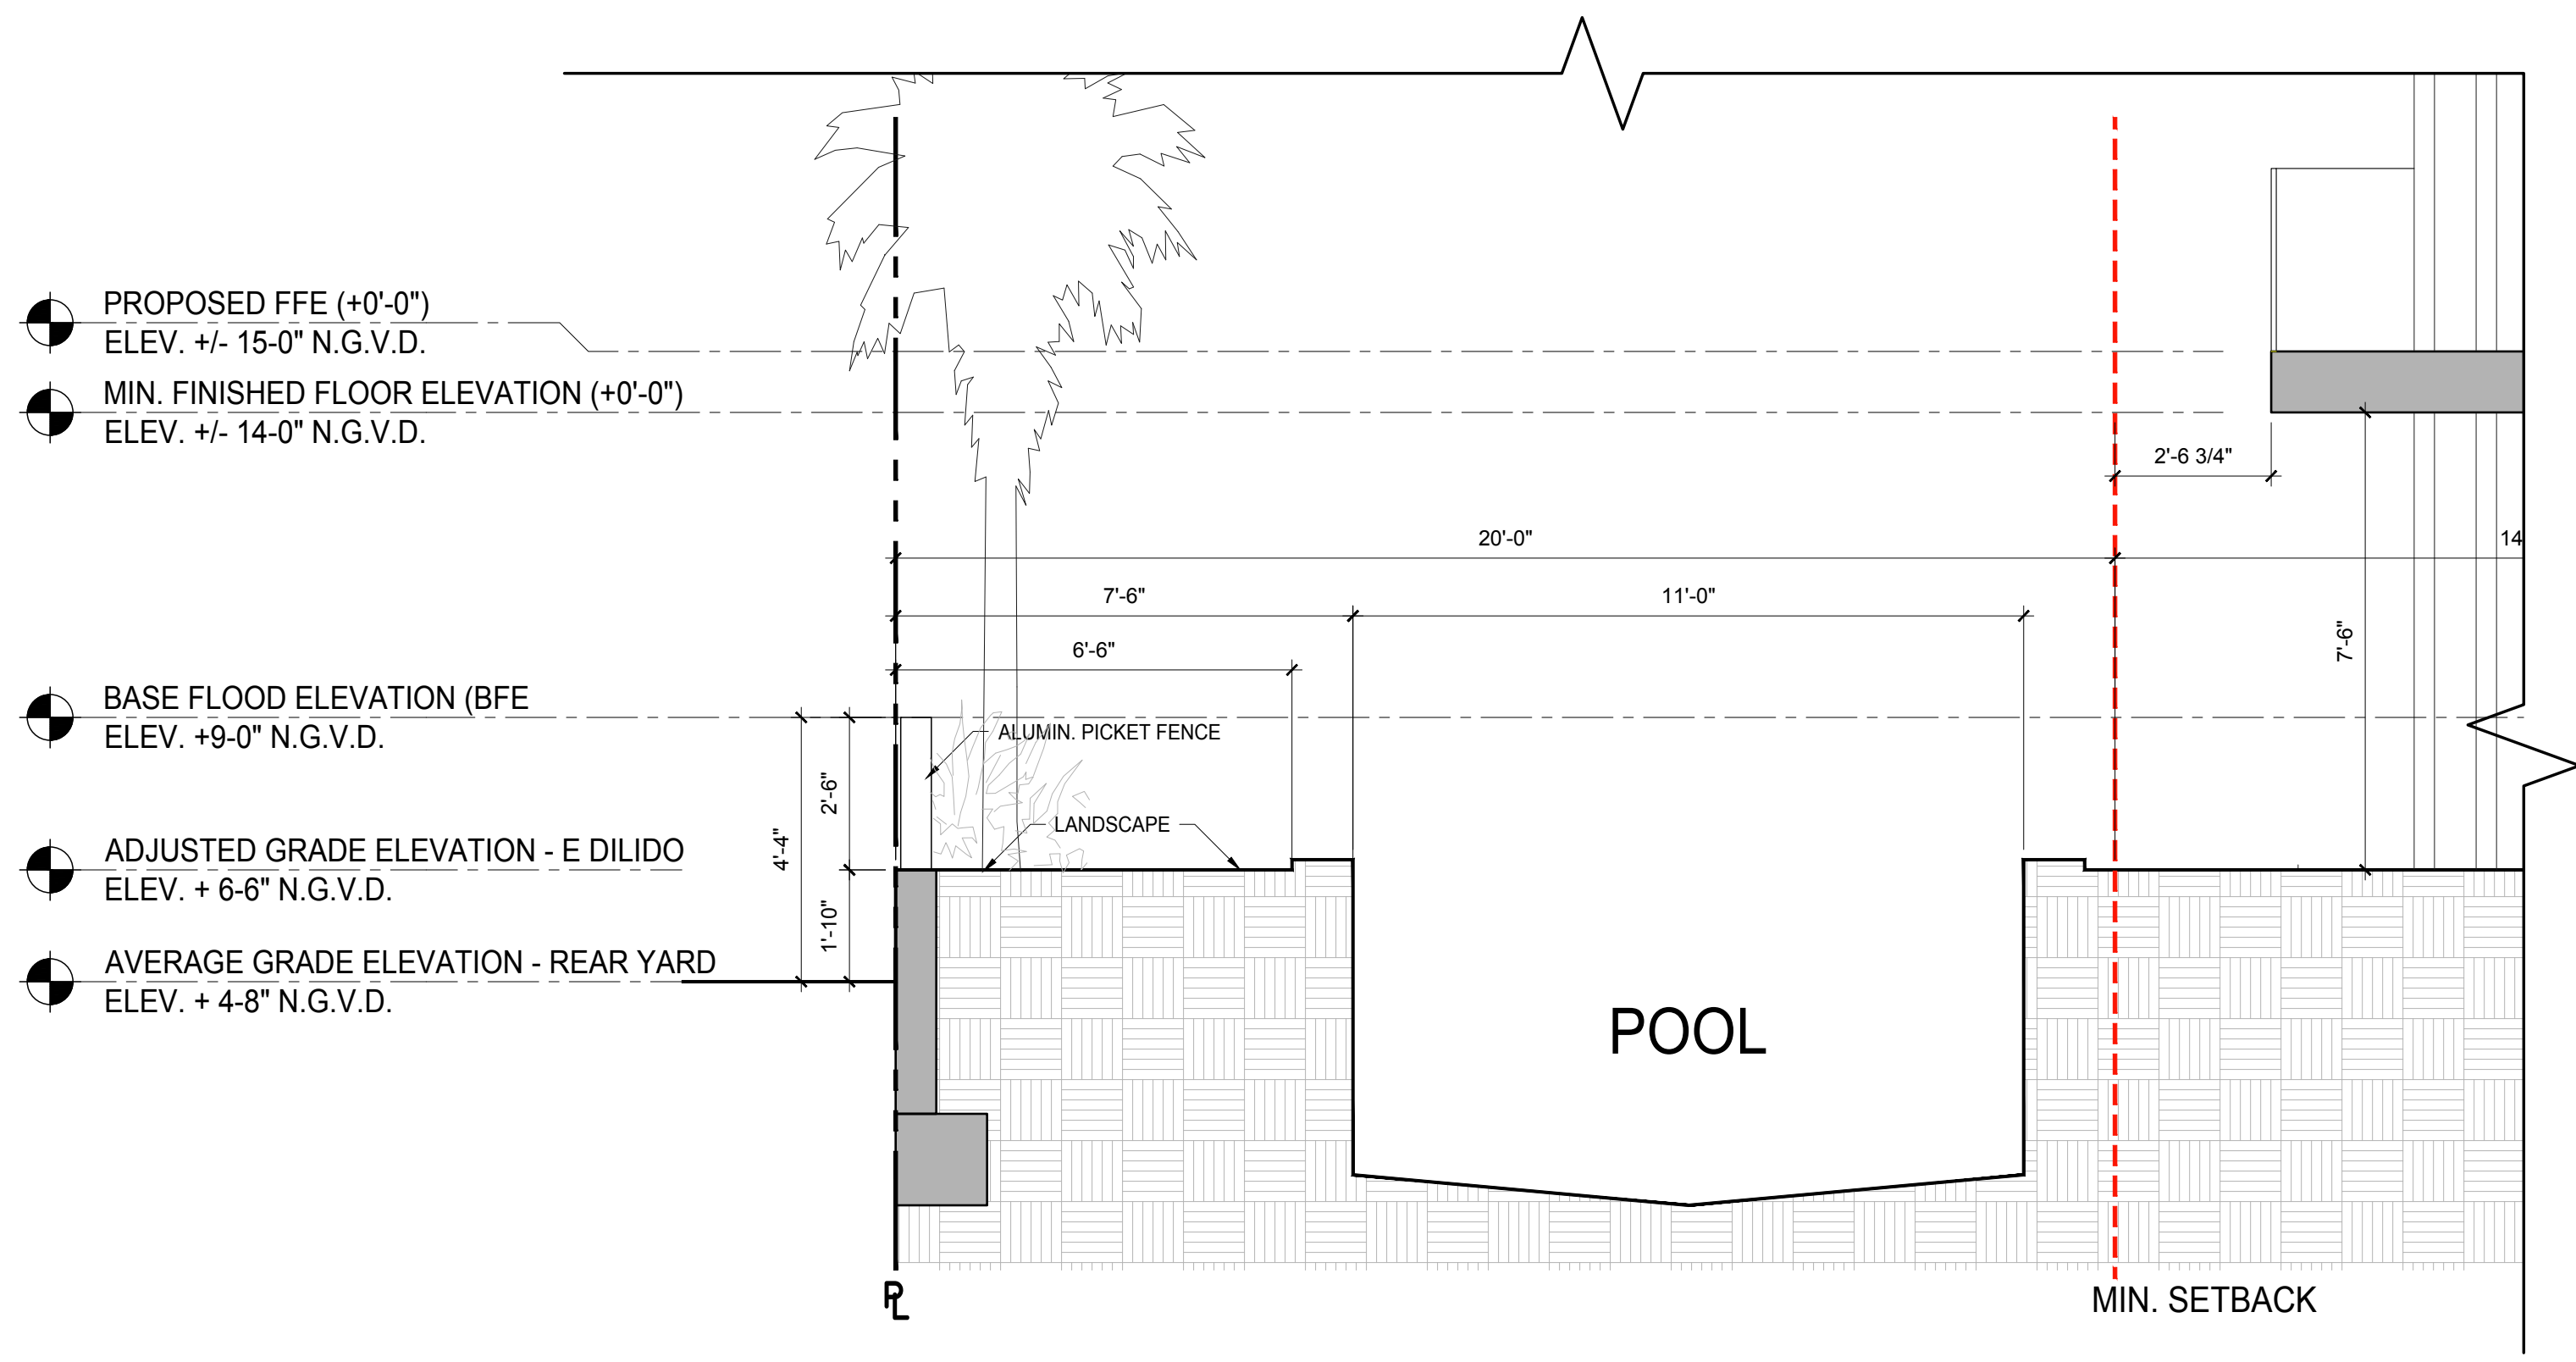 PROPOSED FFE (+0'-0")
ELEV. +/- 15-0" N.G.V.D.
MIN. FINISHED FLOOR ELEVATION (+0'-0")
ELEV. +/- 14-0" N.G.V.D.
2'-6 3/4"
20'-0"
14
7'-6"
11'-0"
7'-6"
6'-6"
BASE FLOOD ELEVATION (BFE
ELEV. +9-0" N.G.V.D.
ALUMIN. PICKET FENCE
2'-6"
4'-4"
LANDSCAPE
ADJUSTED GRADE ELEVATION - E DILIDO
ELEV. + 6-6" N.G.V.D.
1'-10"
AVERAGE GRADE ELEVATION - REAR YARD
ELEV. + 4-8" N.G.V.D.
POOL
PL
MIN. SETBACK